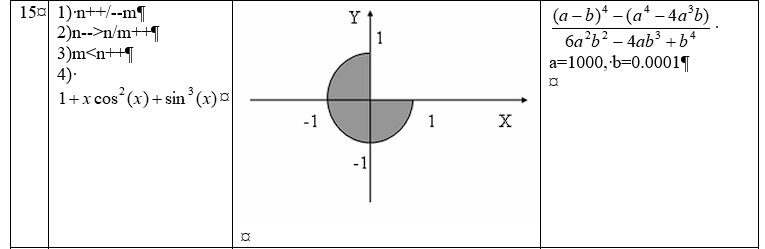 15¤
1)·n++/--m¶
2)n-->n/m++¶
3)m<n++¶
4)·
1+x cos²(x)+sin³(x)¤
Y
1
-1
1
X
-1
¤
(a−b)⁴−(a⁴−4a³b)
6a²b²−4ab³+b⁴
·
a=1000,·b=0.0001¶
¤